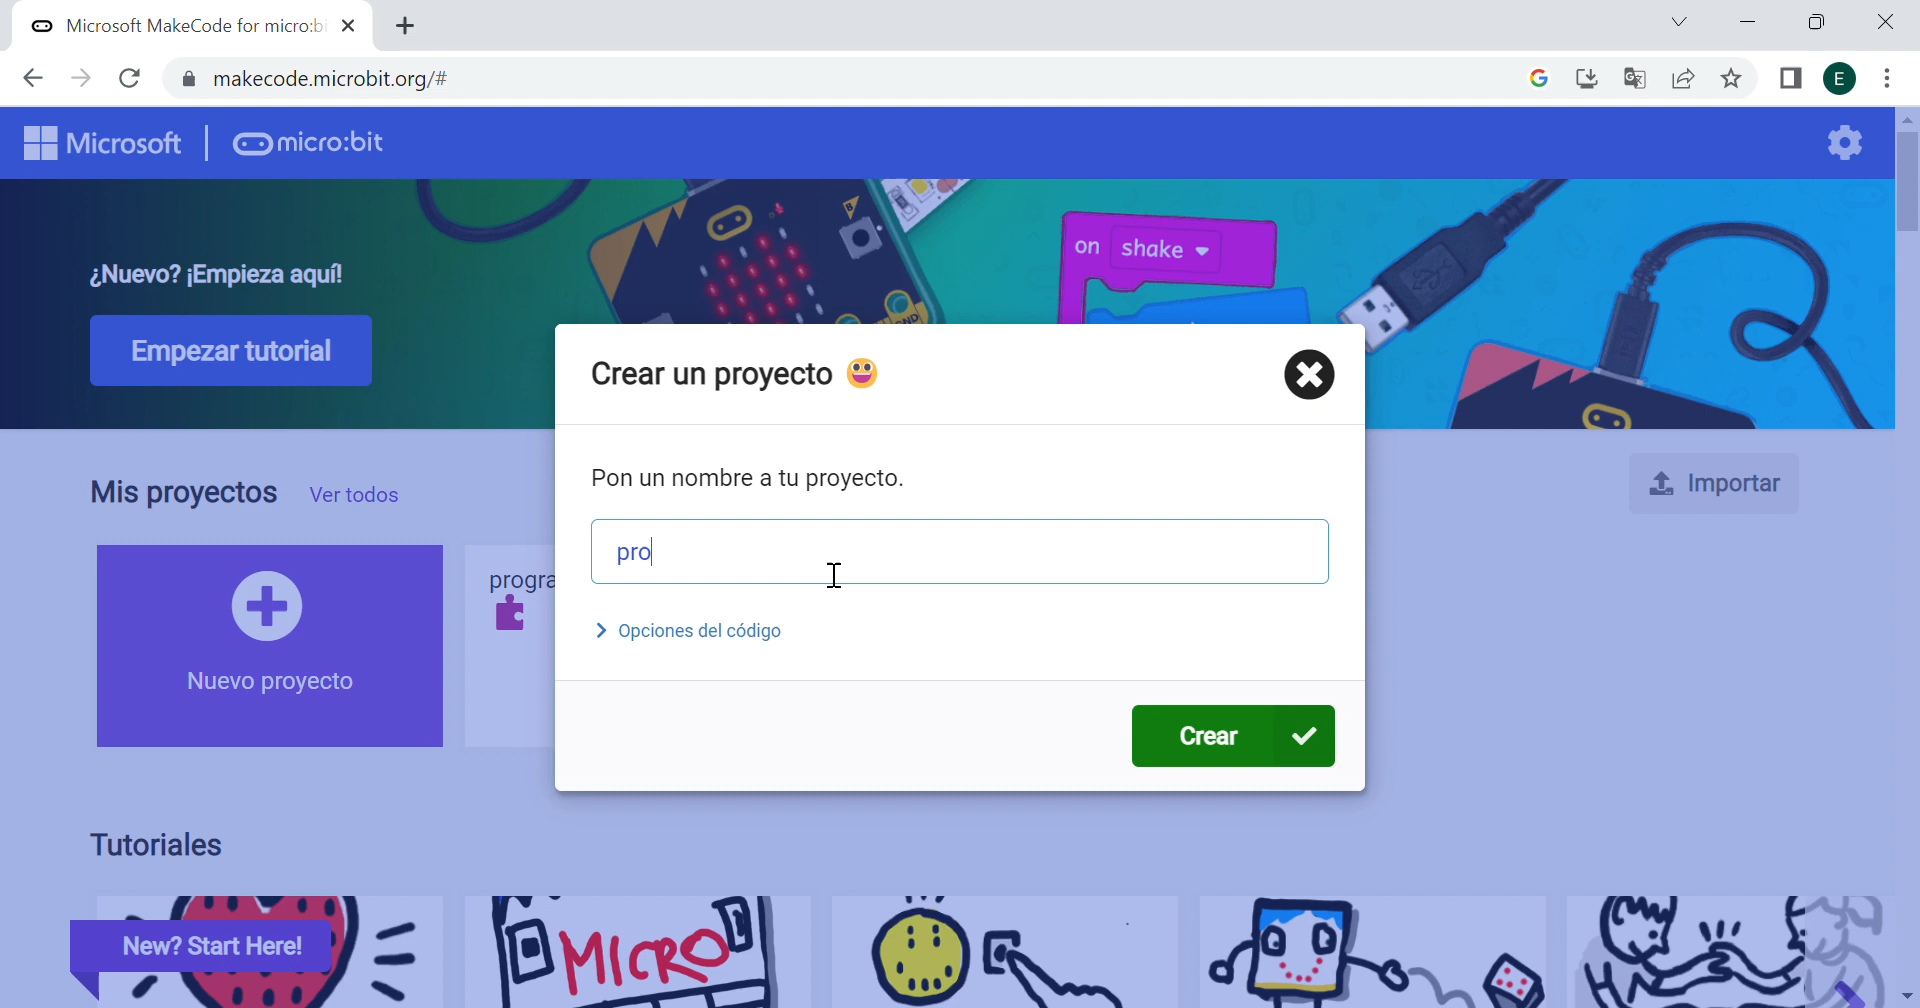 Microsoft MakeCode for micro:bi
makecode.microbit.org/#
E
Microsoft
micro:bit
B
GND
on shake
¿Nuevo? ¡Empieza aquí!
Empezar tutorial
Crear un proyecto
Pon un nombre a tu proyecto.
pro
Opciones del código
Crear
Mis proyectos
Ver todos
Importar
progra
Nuevo proyecto
Tutoriales
New? Start Here!
MICRO